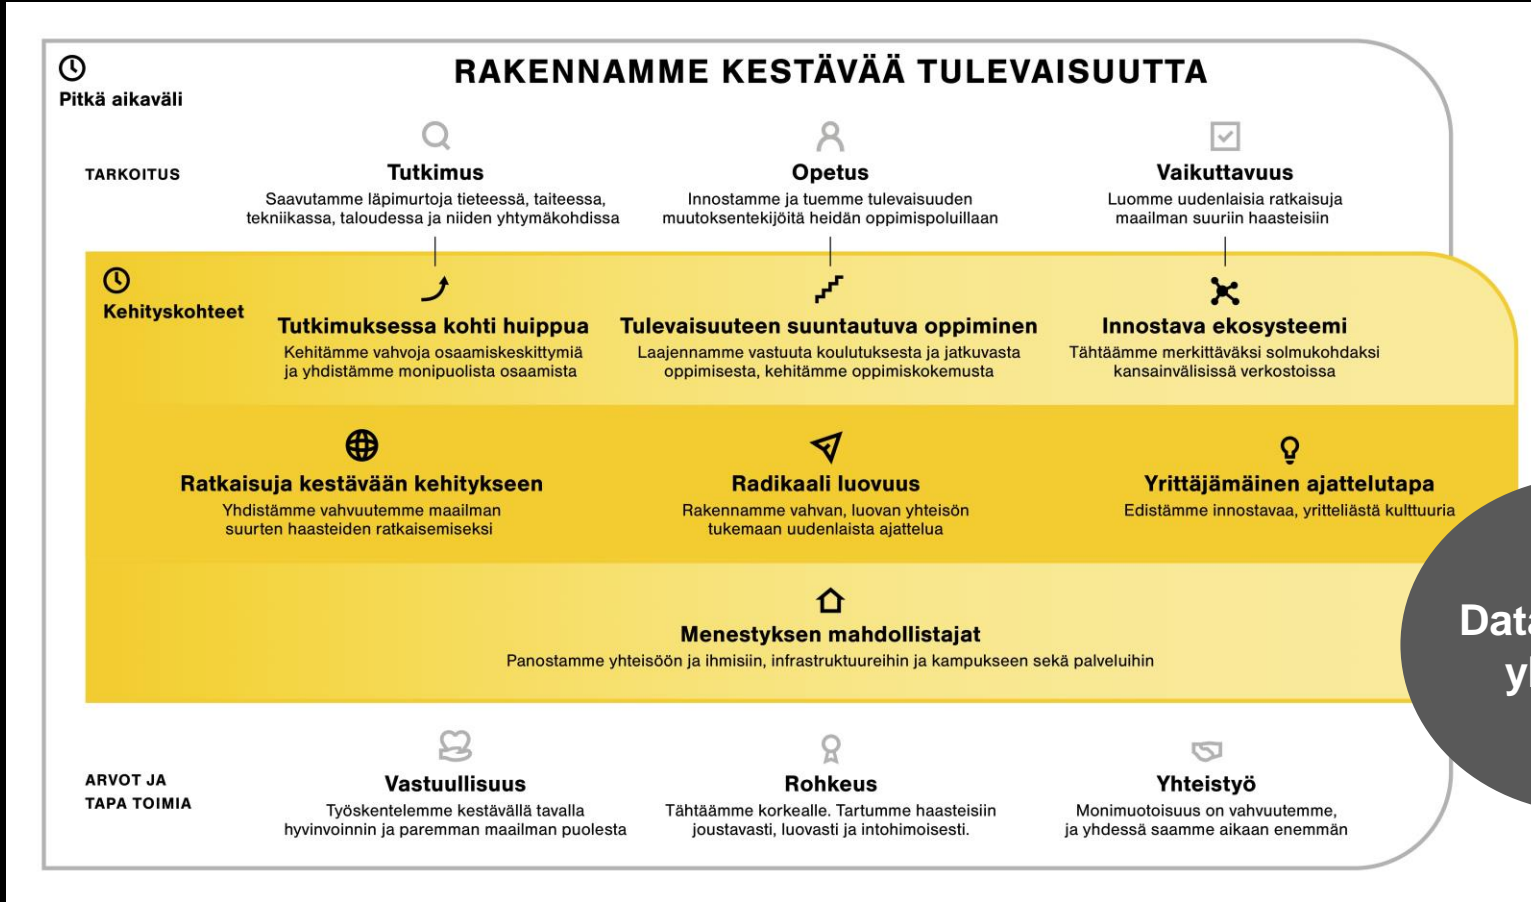 RAKENNAMME KESTÄVÄÄ TULEVAISUUTTA
Pitkä aikaväli
TARKOITUS
Tutkimus
Saavutamme läpimurtoja tieteessä, taiteessa,
tekniikassa, taloudessa ja niiden yhtymäkohdissa
Opetus
Innostamme ja tuemme tulevaisuuden
muutoksentekijöitä heidän oppimispoluillaan
Vaikuttavuus
Luomme uudenlaisia ratkaisuja
maailman suuriin haasteisiin
Kehityskohteet
Tutkimuksessa kohti huippua
Kehitämme vahvoja osaamiskeskittymiä
ja yhdistämme monipuolista osaamista
Tulevaisuuteen suuntautuva oppiminen
Laajennamme vastuuta koulutuksesta ja jatkuvasta
oppimisesta, kehitämme oppimiskokemusta
Innostava ekosysteemi
Tähtäämme merkittäväksi solmukohdaksi
kansainvälisissä verkostoissa
Ratkaisuja kestävään kehitykseen
Yhdistämme vahvuutemme maailman
suurten haasteiden ratkaisemiseksi
Radikaali luovuus
Rakennamme vahvan, luovan yhteisön
tukemaan uudenlaista ajattelua
Yrittäjämäinen ajattelutapa
Edistämme innostavaa, yritteliästä kulttuuria
Menestyksen mahdollistajat
Panostamme yhteisöön ja ihmisiin, infrastruktuureihin ja kampukseen sekä palveluihin
ARVOT JA
TAPA TOIMIA
Vastuullisuus
Työskentelemme kestävällä tavalla
hyvinvoinnin ja paremman maailman puolesta
Rohkeus
Tähtäämme korkealle. Tartumme haasteisiin
joustavasti, luovasti ja intohimoisesti.
Yhteistyö
Monimuotoisuus on vahvuutemme,
ja yhdessä saamme aikaan enemmän